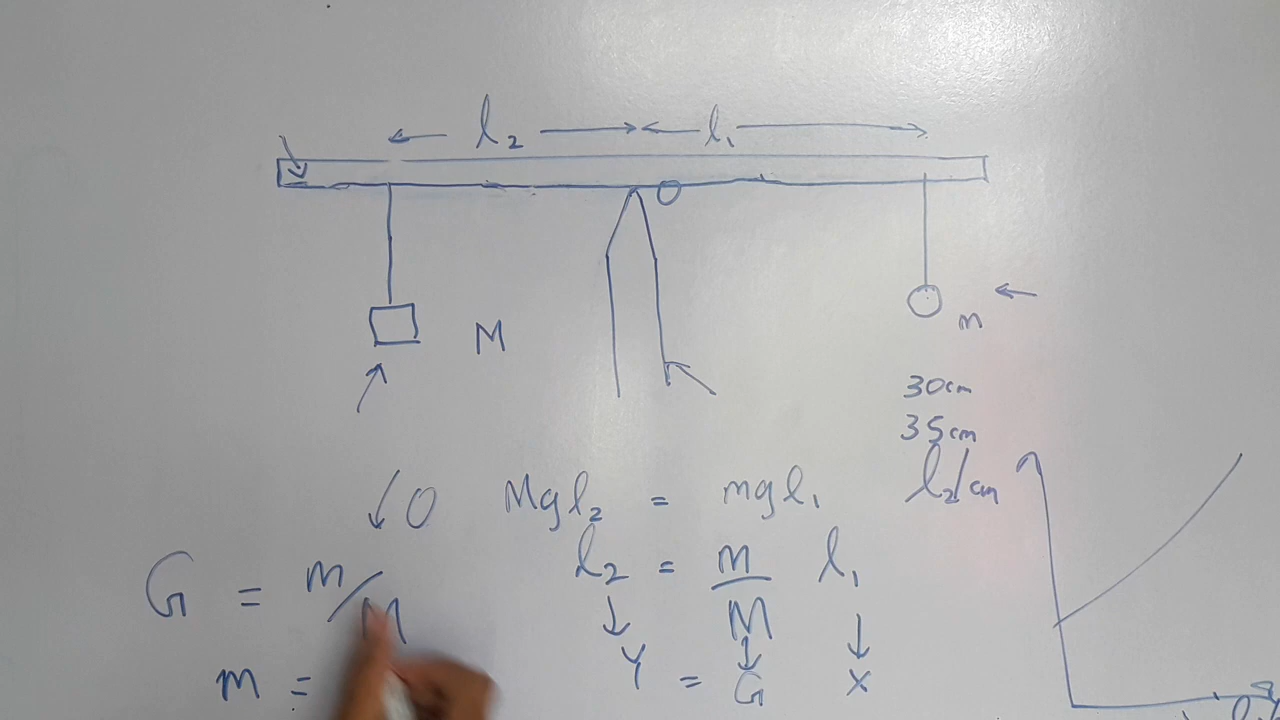 l₂ l₁
M
m
30cm
35cm
l₂/cm
O
O Mgl₂ = mgl₁
l₂ = m/M l₁
G = m/M
Y = G X
m =